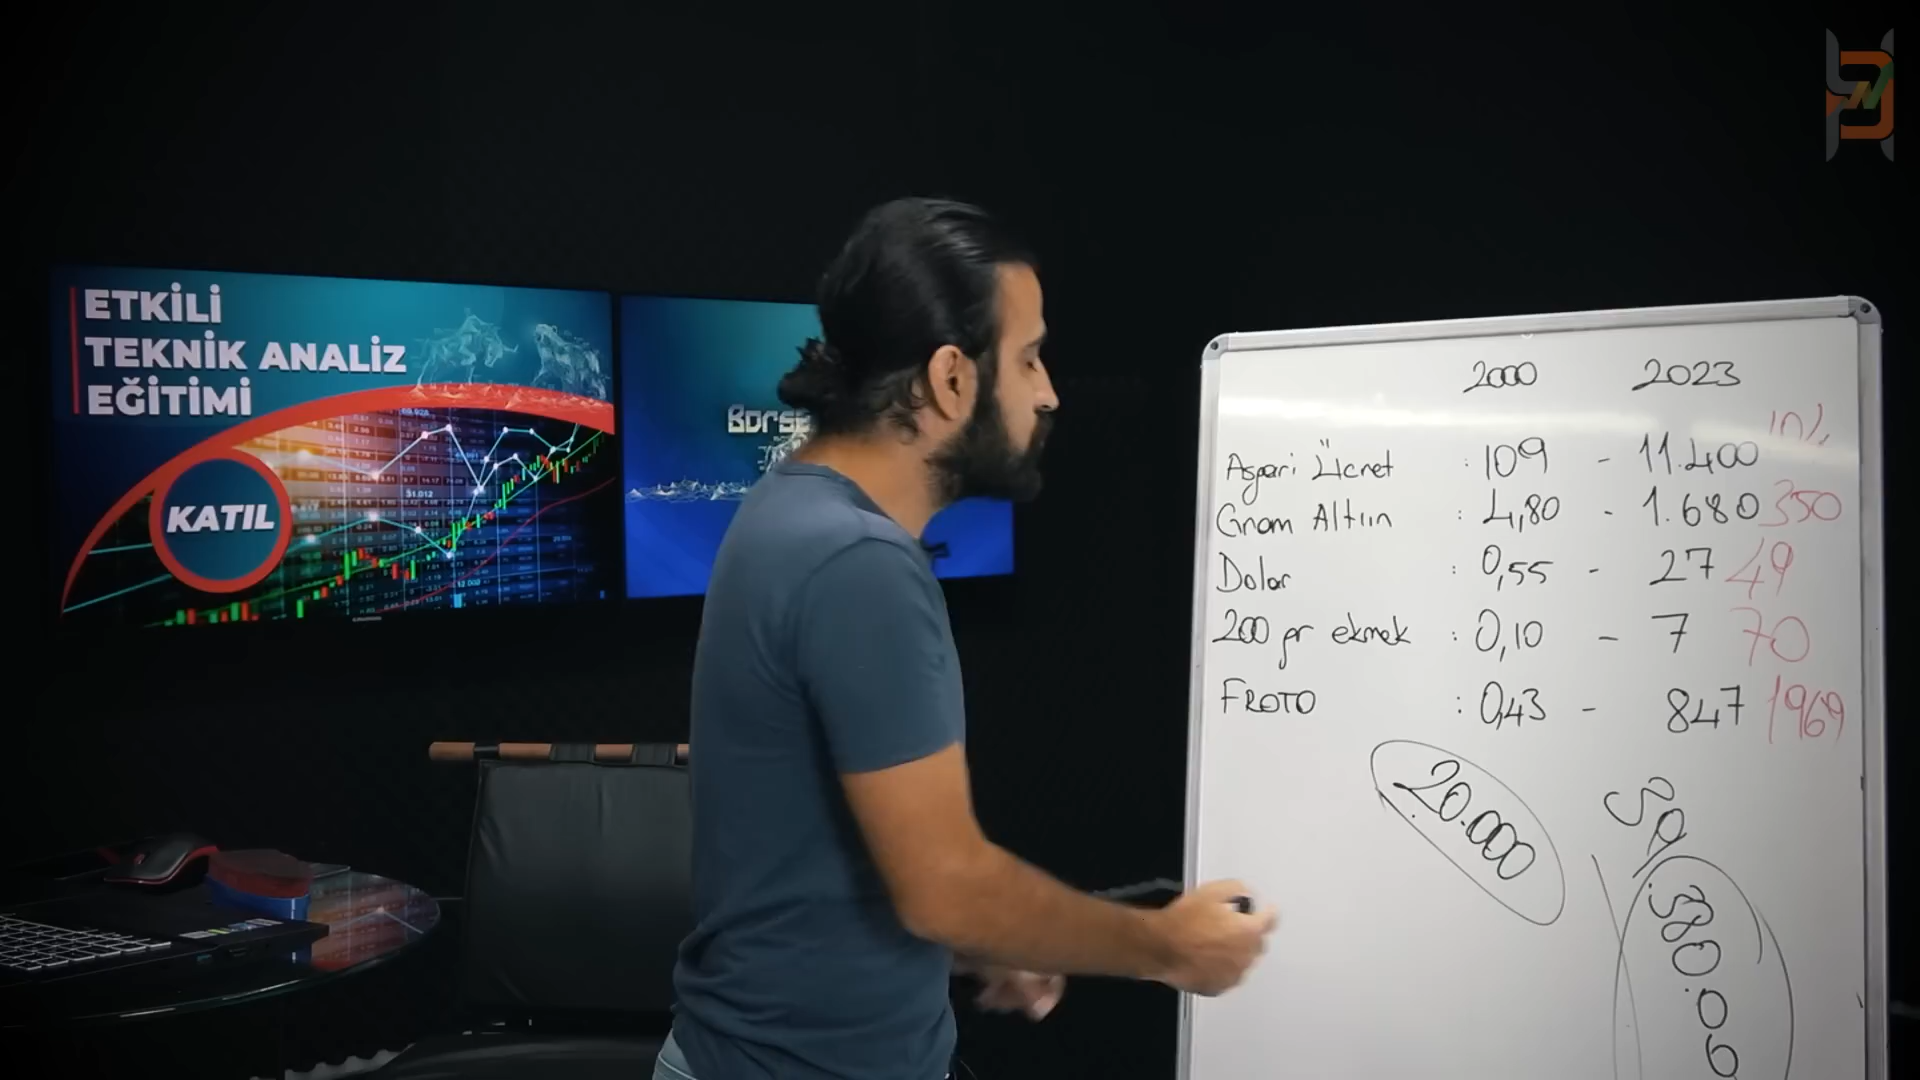 ETKİLİ
TEKNİK ANALİZ
EĞİTİMİ
KATIL
Borsa
2000 2023
Asgari Ücret : 109 - 11.400 104
Gram Altın : 4,80 - 1.680 350
Dolar : 0,55 - 27 49
200 gr ekmek : 0,10 - 7 70
FROTO : 0,43 - 847 1969
20.000
39.380.00